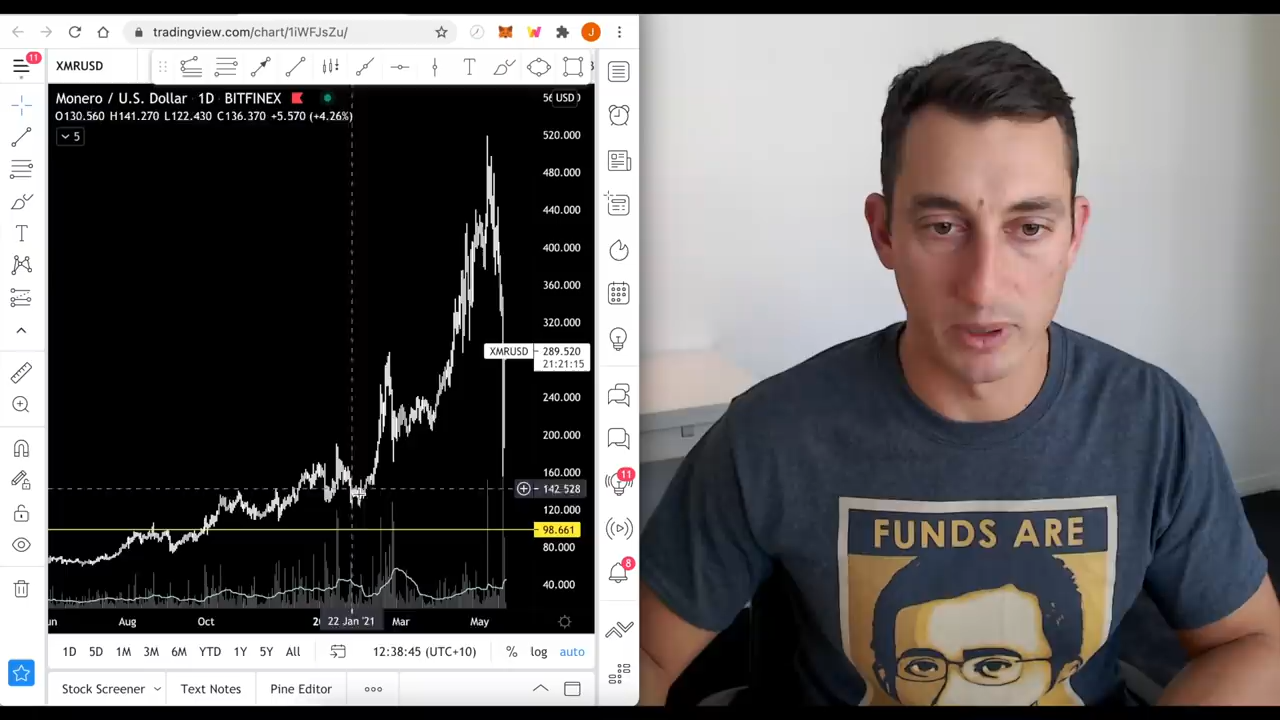 tradingview.com/chart/1iWFJsZu/
J
11
XMRUSD
T
Monero / U.S. Dollar · 1D · BITFINEX
USD
O130.560 H141.270 L122.430 C136.370 +5.570 (+4.26%)
5
520.000
480.000
440.000
400.000
360.000
320.000
XMRUSD 289.520
21:21:15
240.000
200.000
160.000
142.528
120.000
98.661
80.000
40.000
T
11
8
Aug Oct 22 Jan '21 Mar May
1D 5D 1M 3M 6M YTD 1Y 5Y All 12:38:45 (UTC+10) % log auto
Stock Screener Text Notes Pine Editor
FUNDS ARE